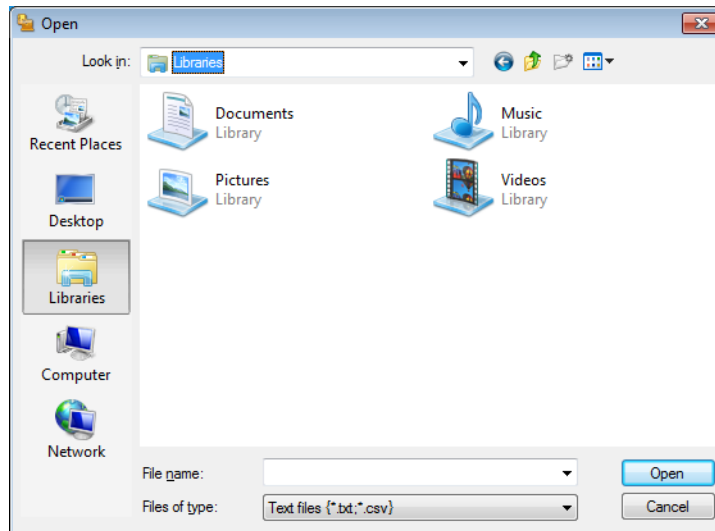 Open
Look in:
Libraries
Recent Places
Desktop
Libraries
Computer
Network
Documents
Library
Music
Library
Pictures
Library
Videos
Library
File name:
Open
Files of type:
Text files {*.txt;*.csv}
Cancel